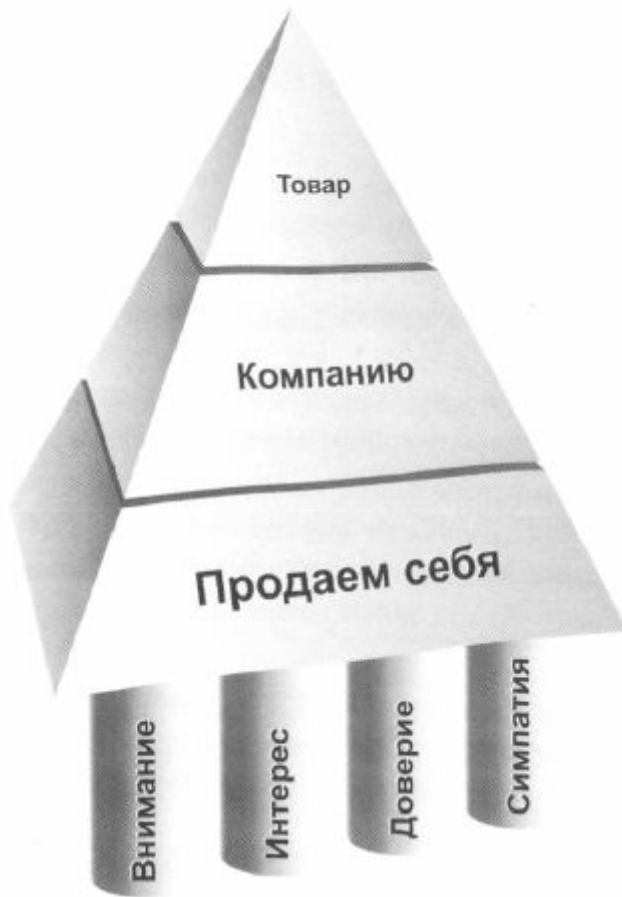 Товар
Компанию
Продаем себя
Внимание
Интерес
Доверие
Симпатия